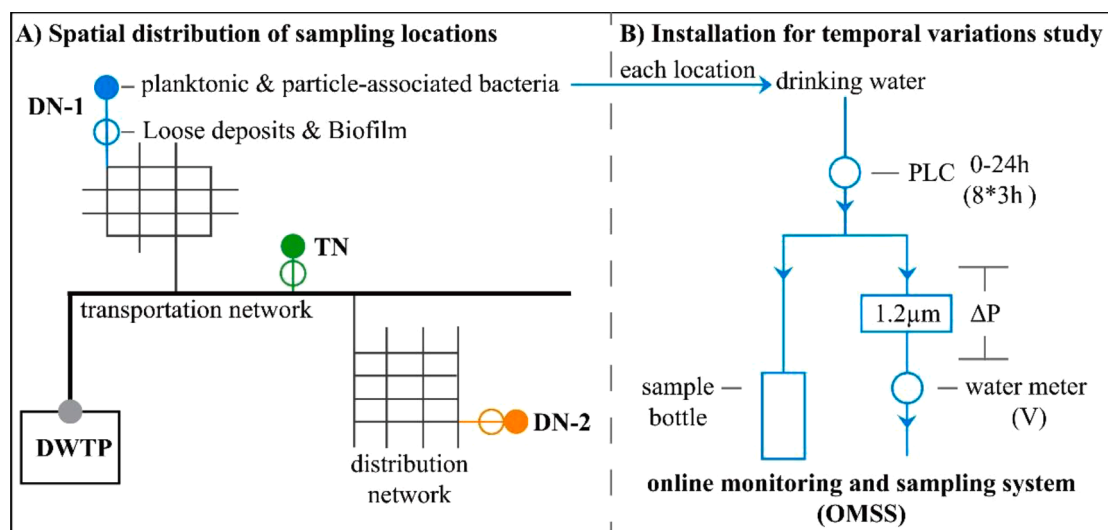 A) Spatial distribution of sampling locations
planktonic & particle-associated bacteria
DN-1
Loose deposits & Biofilm
TN
transportation network
DWTP
DN-2
distribution
network
B) Installation for temporal variations study
each location
drinking water
PLC
0-24h
(8*3h )
1.2μm
ΔP
sample
bottle
water meter
(V)
online monitoring and sampling system
(OMSS)